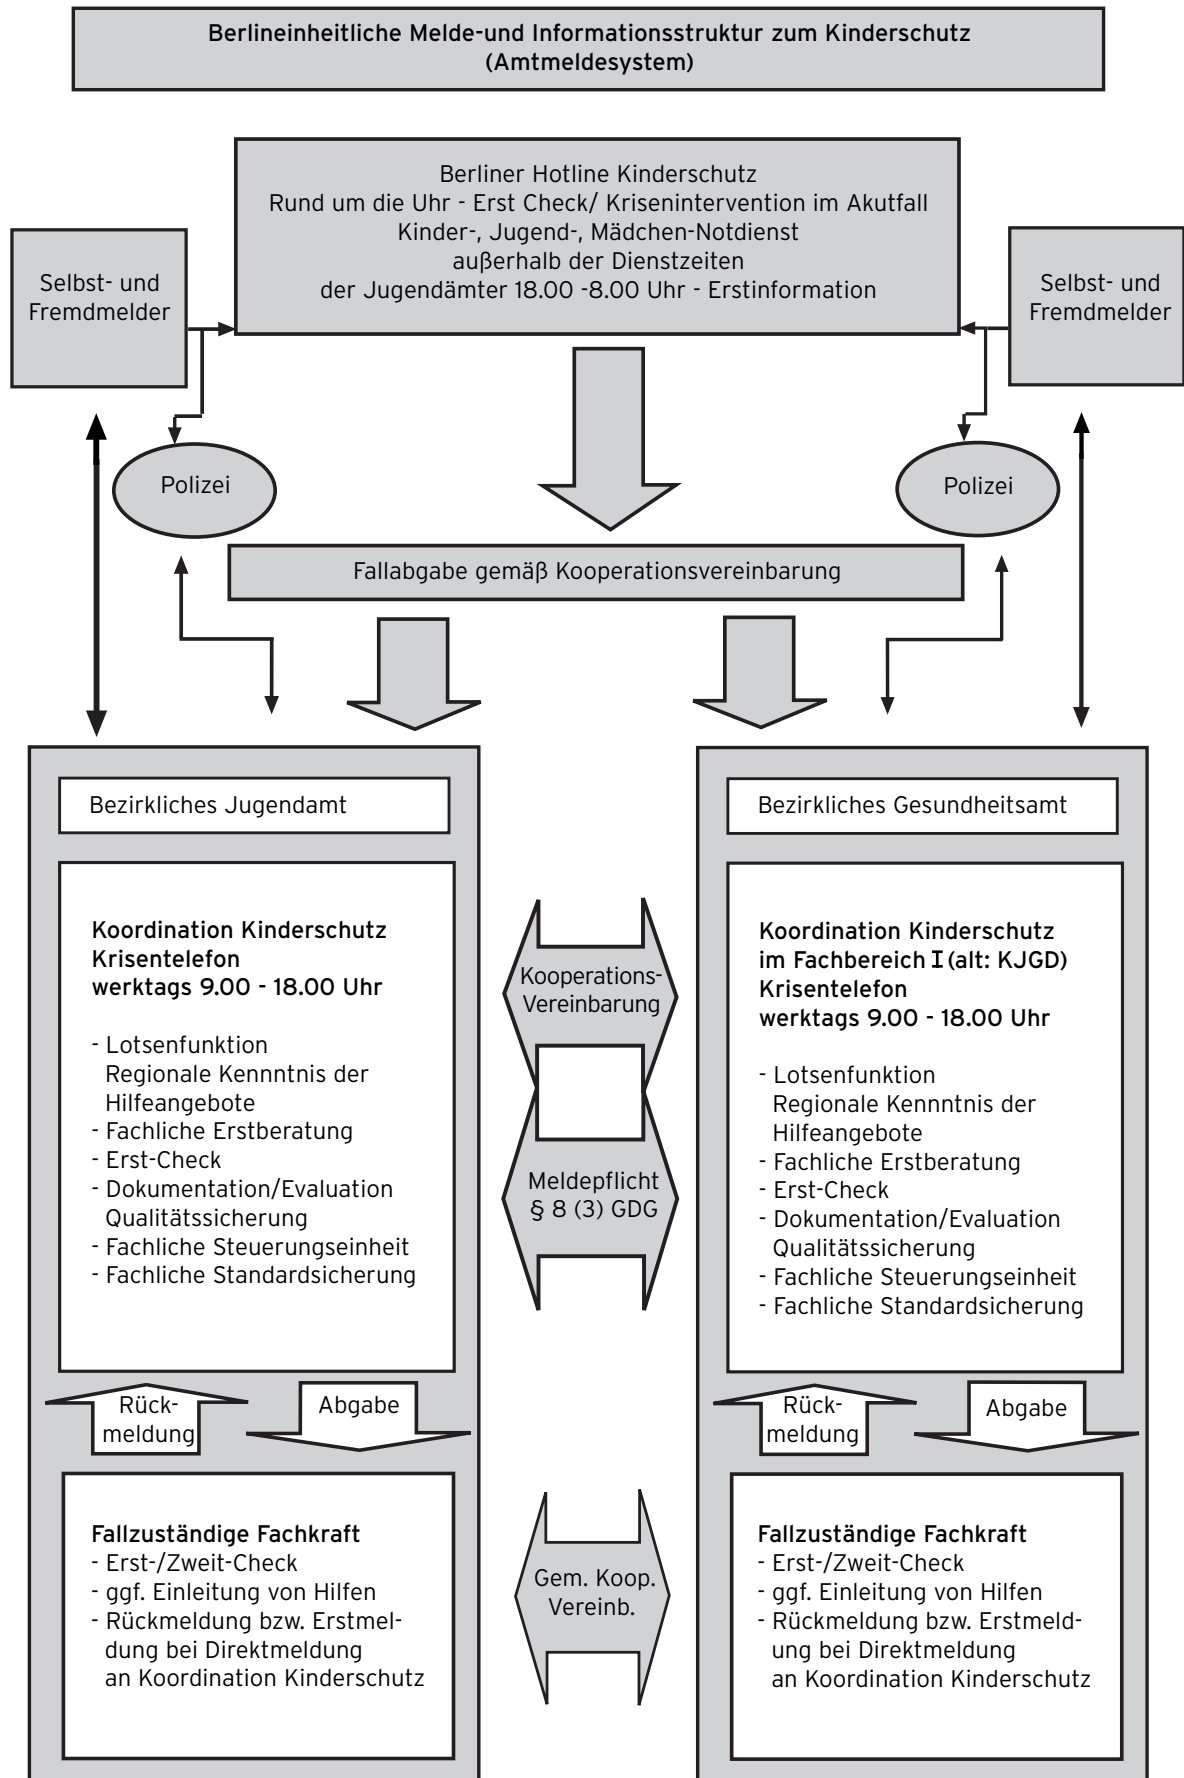 Berlineinheitliche Melde-und Informationsstruktur zum Kinderschutz
(Amtmeldesystem)
Berliner Hotline Kinderschutz
Rund um die Uhr - Erst Check/ Krisenintervention im Akutfall
Kinder-, Jugend-, Mädchen-Notdienst
außerhalb der Dienstzeiten
der Jugendämter 18.00 -8.00 Uhr - Erstinformation
Selbst- und
Fremdmelder
Selbst- und
Fremdmelder
Polizei
Polizei
Fallabgabe gemäß Kooperationsvereinbarung
Bezirkliches Jugendamt
Koordination Kinderschutz
Krisentelefon
werktags 9.00 - 18.00 Uhr
- Lotsenfunktion
Regionale Kennntnis der
Hilfeangebote
- Fachliche Erstberatung
- Erst-Check
- Dokumentation/Evaluation
Qualitätssicherung
- Fachliche Steuerungseinheit
- Fachliche Standardsicherung
Rück-
meldung
Abgabe
Fallzuständige Fachkraft
- Erst-/Zweit-Check
- ggf. Einleitung von Hilfen
- Rückmeldung bzw. Erstmel-
dung bei Direktmeldung
an Koordination Kinderschutz
Kooperations-
Vereinbarung
Meldepflicht
§ 8 (3) GDG
Gem. Koop.
Vereinb.
Bezirkliches Gesundheitsamt
Koordination Kinderschutz
im Fachbereich I (alt: KJGD)
Krisentelefon
werktags 9.00 - 18.00 Uhr
- Lotsenfunktion
Regionale Kennntnis der
Hilfeangebote
- Fachliche Erstberatung
- Erst-Check
- Dokumentation/Evaluation
Qualitätssicherung
- Fachliche Steuerungseinheit
- Fachliche Standardsicherung
Rück-
meldung
Abgabe
Fallzuständige Fachkraft
- Erst-/Zweit-Check
- ggf. Einleitung von Hilfen
- Rückmeldung bzw. Erstmeld-
ung bei Direktmeldung
an Koordination Kinderschutz